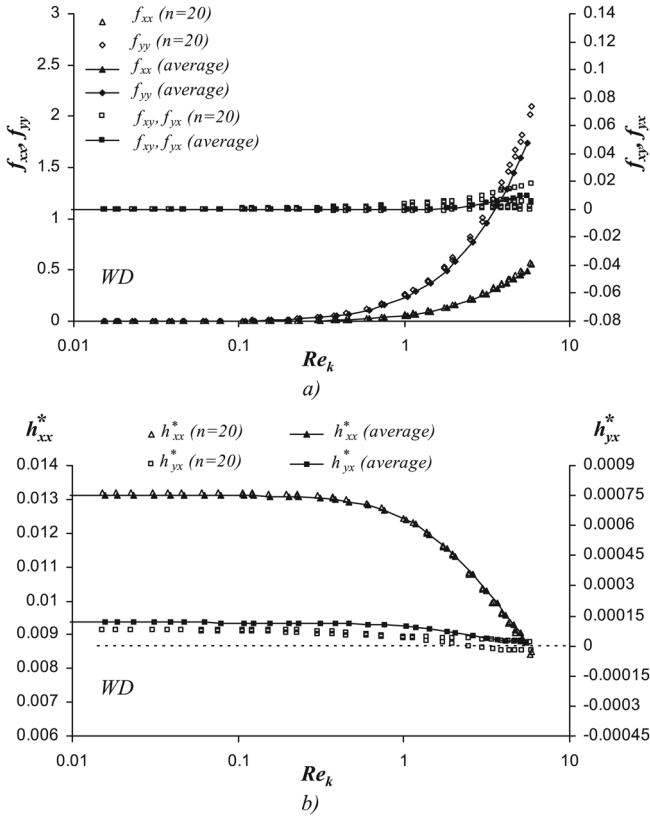 3
2.5
2
1.5
1
0.5
0
f_xx, f_yy
f_xx (n=20)
f_yy (n=20)
f_xx (average)
f_yy (average)
f_xy, f_yx (n=20)
f_xy, f_yx (average)
WD
0.14
0.12
0.1
0.08
0.06
0.04
0.02
0
-0.02
-0.04
-0.06
-0.08
f_xy, f_yx
0.01 0.1 1 10
Re_k
a)
h*_xx
h*_xx (n=20) h*_xx (average)
h*_yx (n=20) h*_yx (average)
h*_yx
0.014
0.013
0.012
0.011
0.01
0.009
0.008
0.007
0.006
WD
0.0009
0.00075
0.0006
0.00045
0.0003
0.00015
0
-0.00015
-0.0003
-0.00045
0.01 0.1 1 10
Re_k
b)